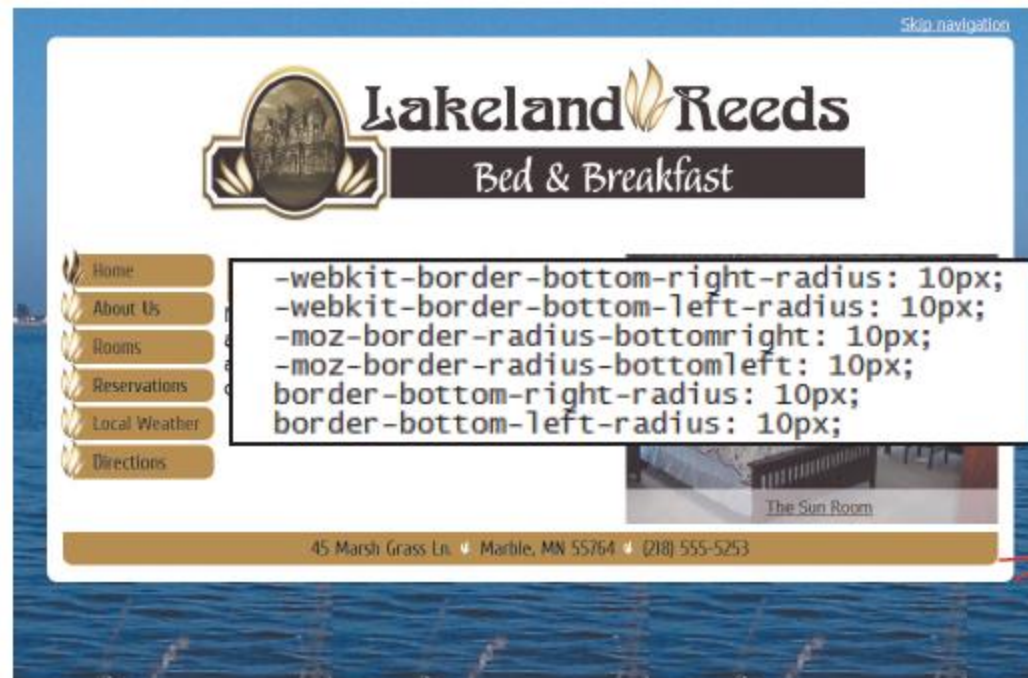 Skip navigation
Lakeland Reeds
Bed & Breakfast
Home
About Us
Rooms
Reservations
Local Weather
Directions
-webkit-border-bottom-right-radius: 10px;
-webkit-border-bottom-left-radius: 10px;
-moz-border-radius-bottomright: 10px;
-moz-border-radius-bottomleft: 10px;
border-bottom-right-radius: 10px;
border-bottom-left-radius: 10px;
The Sun Room
45 Marsh Grass Ln. Marble, MN 55764 (218) 555-5253